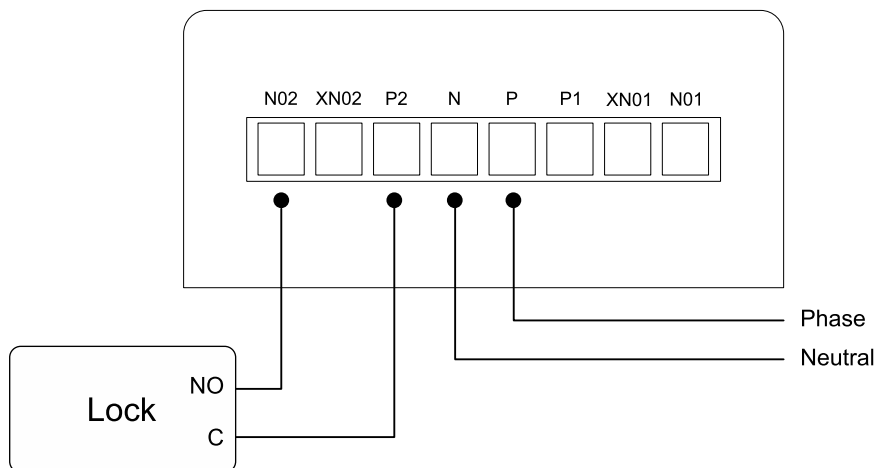 N02 XN02 P2 N P P1 XN01 N01
Phase
Neutral
NO
Lock
C